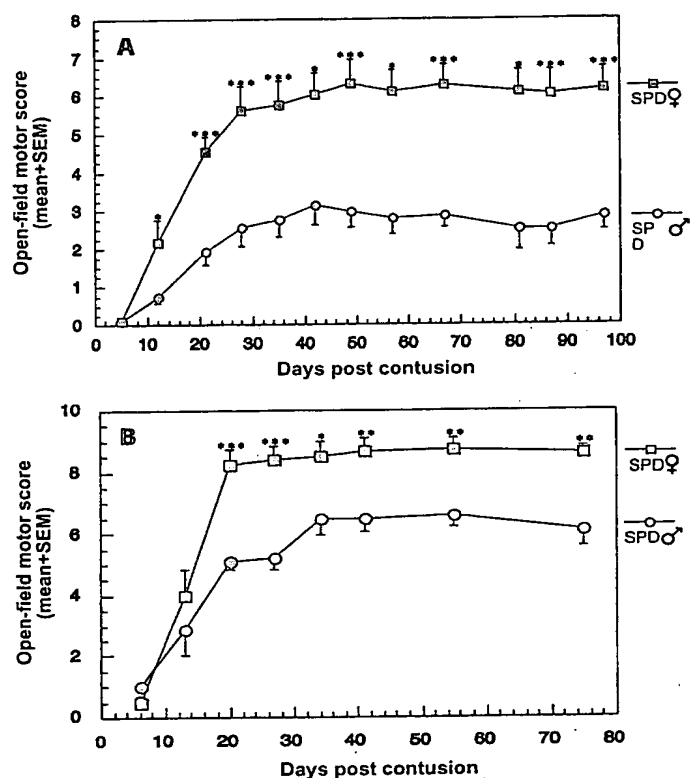 A
8
7
6
5
4
3
2
1
0
Open-field motor score
(mean+SEM)
* *** *** *** * *** * *** * *** ***
SPD♀
SP ♂
D
0 10 20 30 40 50 60 70 80 90 100
Days post contusion
B
10
8
6
4
2
0
Open-field motor score
(mean+SEM)
*** *** * ** ** **
SPD♀
SPD♂
0 10 20 30 40 50 60 70 80
Days post contusion